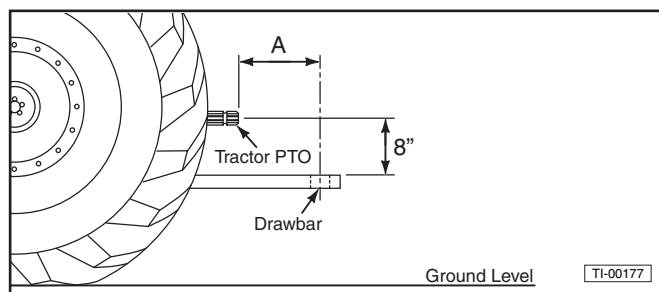 A
Tractor PTO
8”
Drawbar
Ground Level
TI-00177